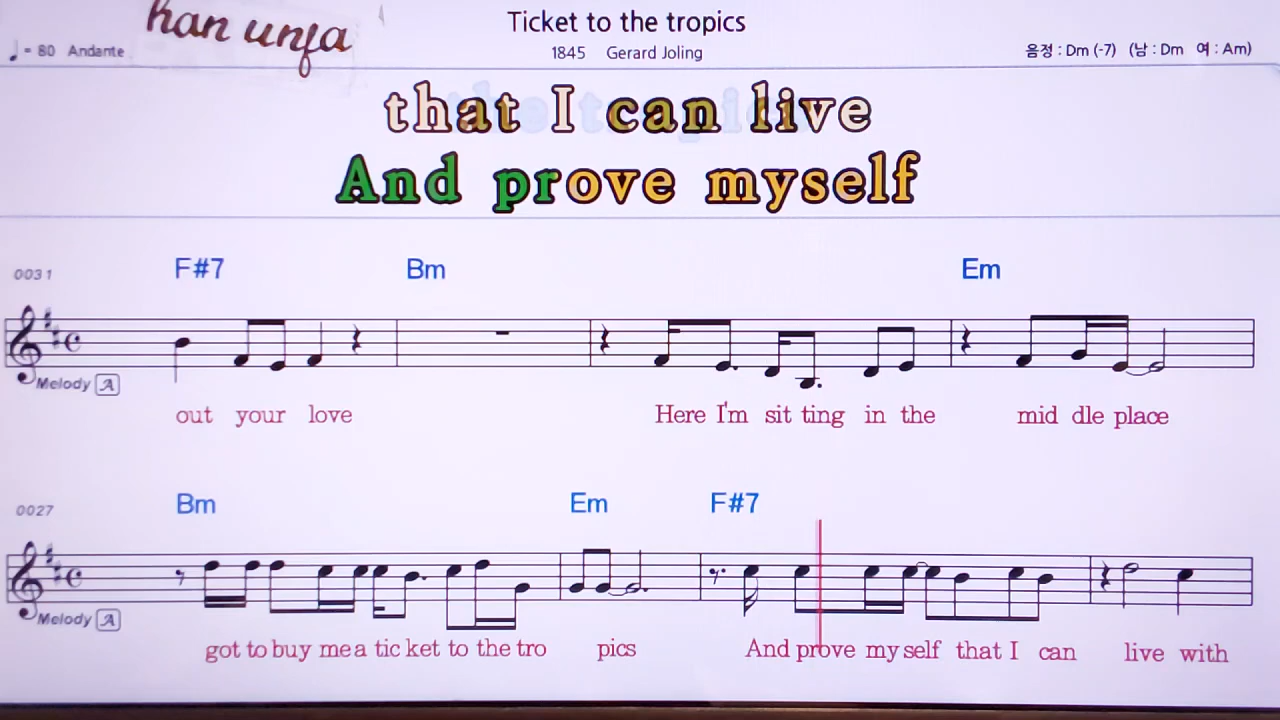 han unfa
Ticket to the tropics
♩ = 80 Andante
1845 Gerard Joling
음정 : Dm (-7) (남 : Dm 여 : Am)
that I can live
And prove myself
0031
F#7 Bm Em
Melody A
out your love Here I'm sit ting in the mid dle place
0027
Bm Em F#7
Melody A
got to buy me a tic ket to the tro pics And prove my self that I can live with